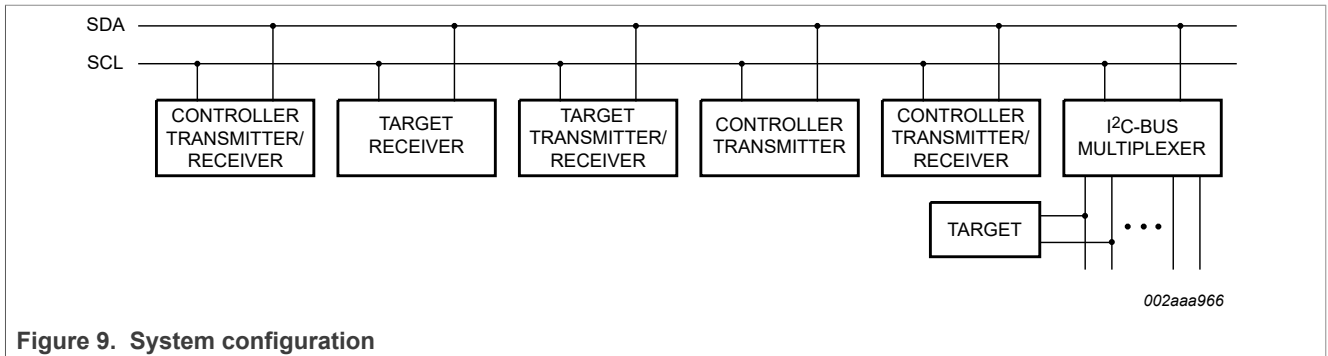 SDA
SCL
CONTROLLER
TRANSMITTER/
RECEIVER
TARGET
RECEIVER
TARGET
TRANSMITTER/
RECEIVER
CONTROLLER
TRANSMITTER
CONTROLLER
TRANSMITTER/
RECEIVER
I²C-BUS
MULTIPLEXER
TARGET
002aaa966
Figure 9. System configuration